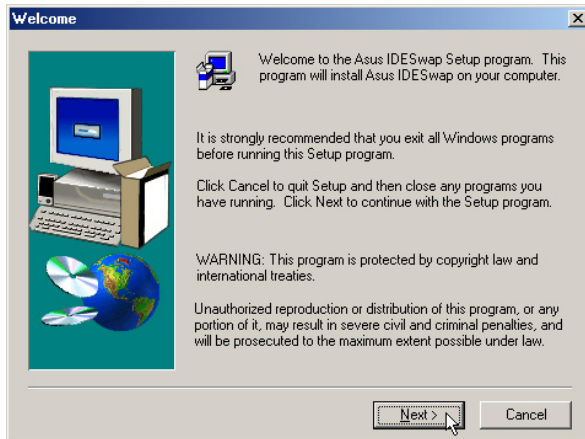 Welcome
Welcome to the Asus IDESwap Setup program. This
program will install Asus IDESwap on your computer.
It is strongly recommended that you exit all Windows programs
before running this Setup program.
Click Cancel to quit Setup and then close any programs you
have running. Click Next to continue with the Setup program.
WARNING: This program is protected by copyright law and
international treaties.
Unauthorized reproduction or distribution of this program, or any
portion of it, may result in severe civil and criminal penalties, and
will be prosecuted to the maximum extent possible under law.
Next >
Cancel